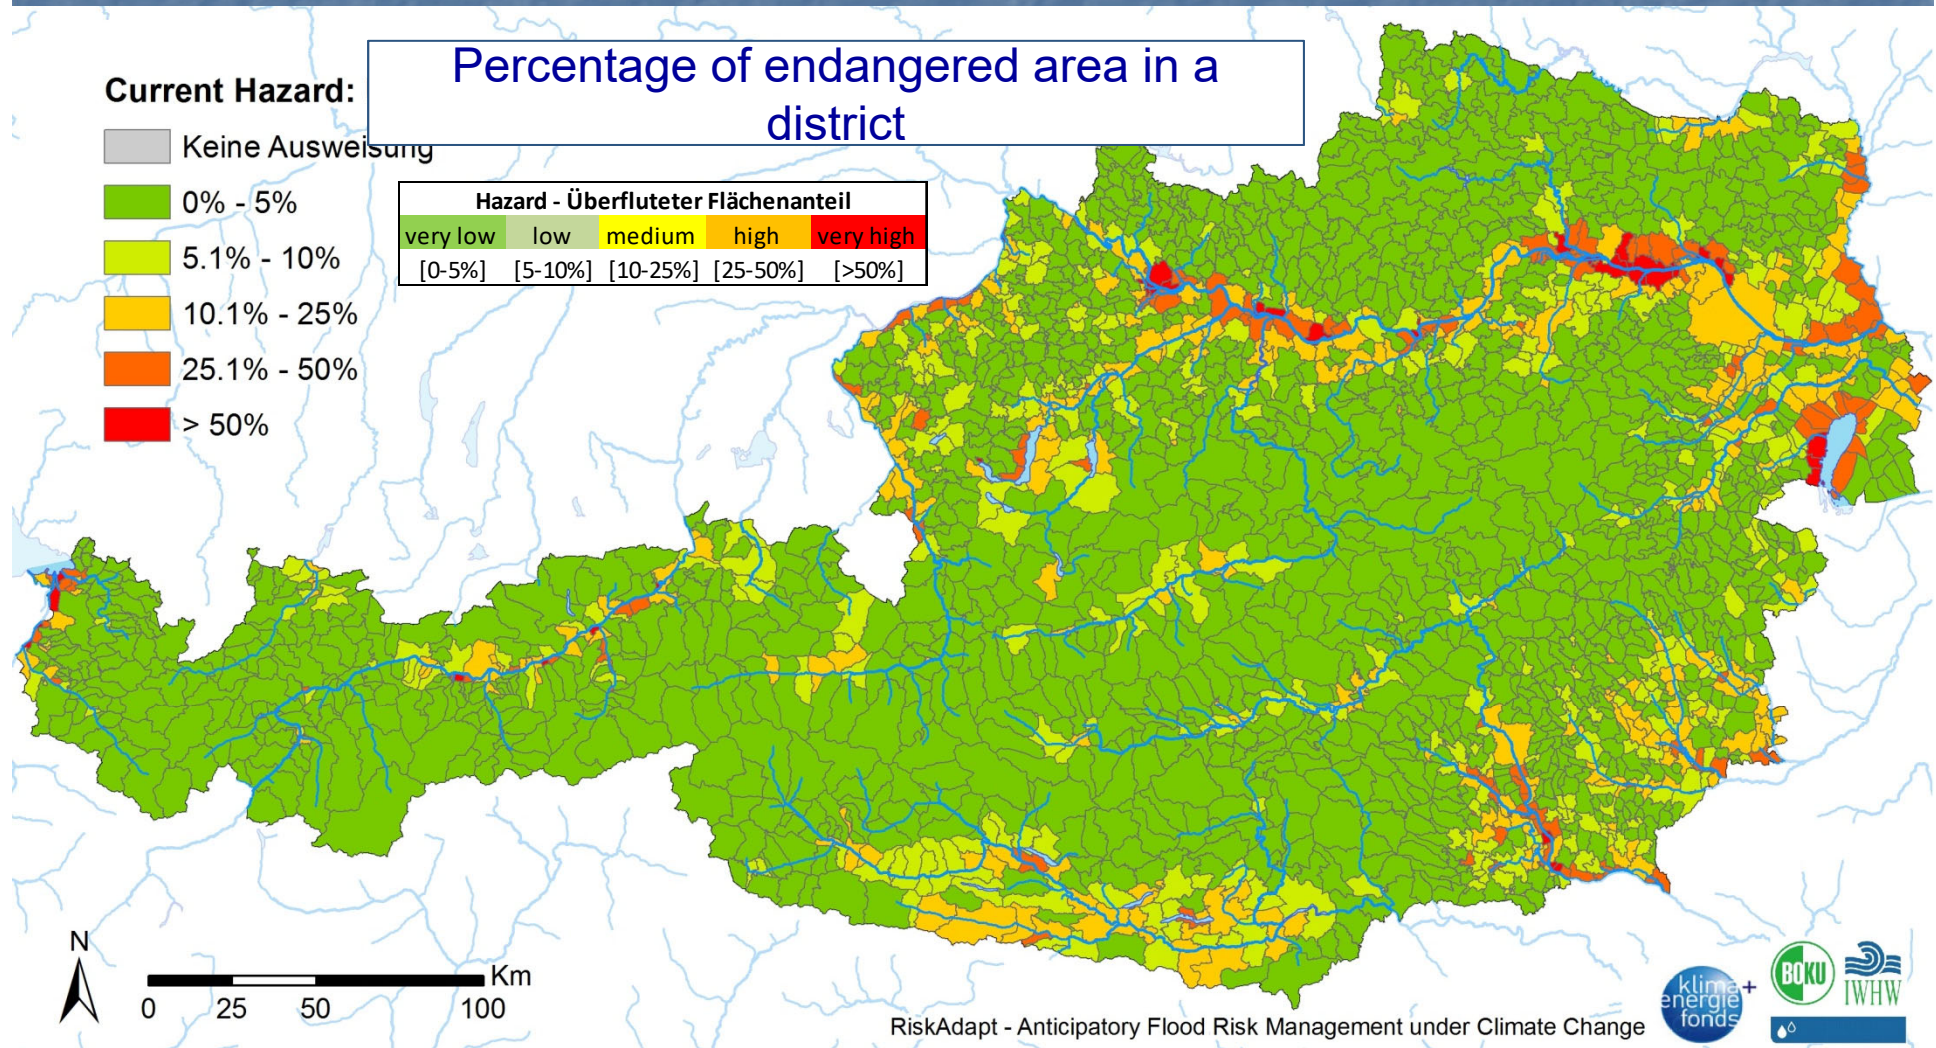 Percentage of endangered area in a
district
Current Hazard:
Keine Ausweisung
0% - 5%
5.1% - 10%
10.1% - 25%
25.1% - 50%
> 50%
Hazard - Überfluteter Flächenanteil
very low low medium high very high
[0-5%] [5-10%] [10-25%] [25-50%] [>50%]
N
Km
0 25 50 100
RiskAdapt - Anticipatory Flood Risk Management under Climate Change
klima+
energie
fonds
BOKU
IWHW